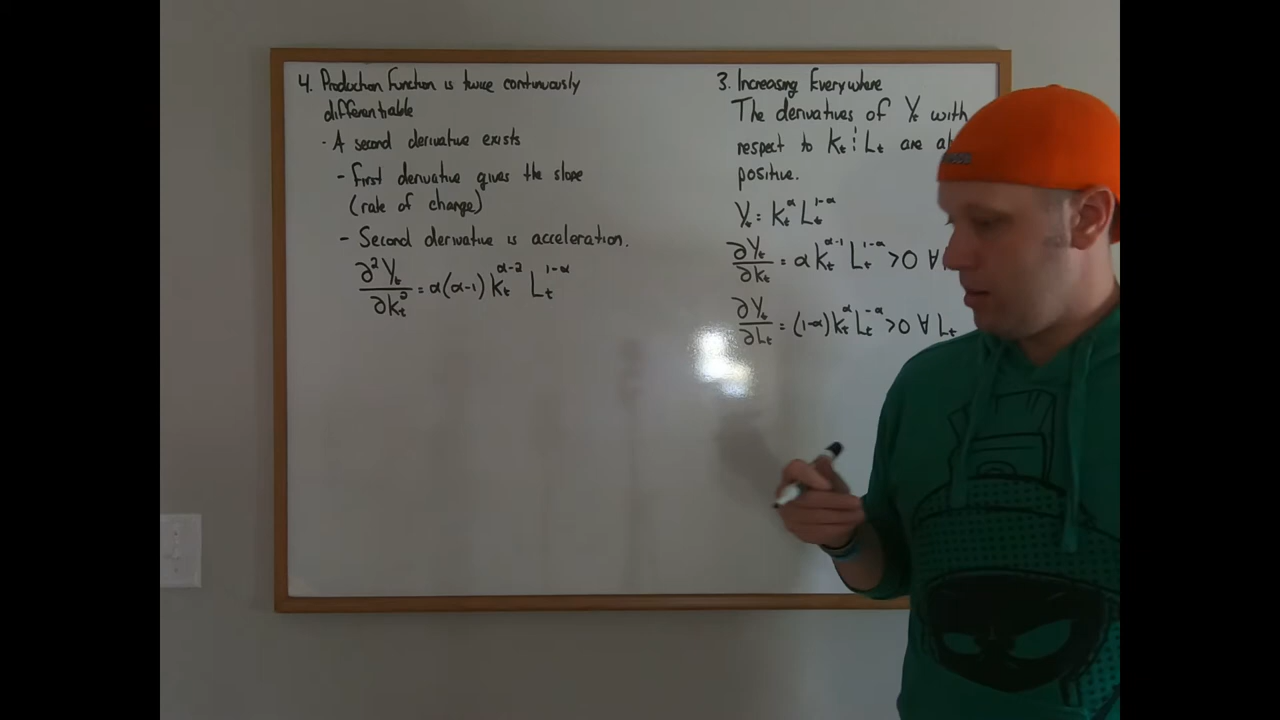 4. Production Function is twice continuously
differentiable
· A second derivative exists
- First derivative gives the slope
(rate of change)
- Second derivative is acceleration.
∂²Yₜ/∂Kₜ² = α(α-1) Kₜ^(α-2) Lₜ^(1-α)
3. Increasing Everywhere
The derivatives of Yₜ with
respect to Kₜ ; Lₜ are
positive.
Yₜ = Kₜ^α Lₜ^(1-α)
∂Yₜ/∂Kₜ = α Kₜ^(α-1) Lₜ^(1-α) > 0 ∀
∂Yₜ/∂Lₜ = (1-α) Kₜ^α Lₜ^(-α) > 0 ∀ Lₜ